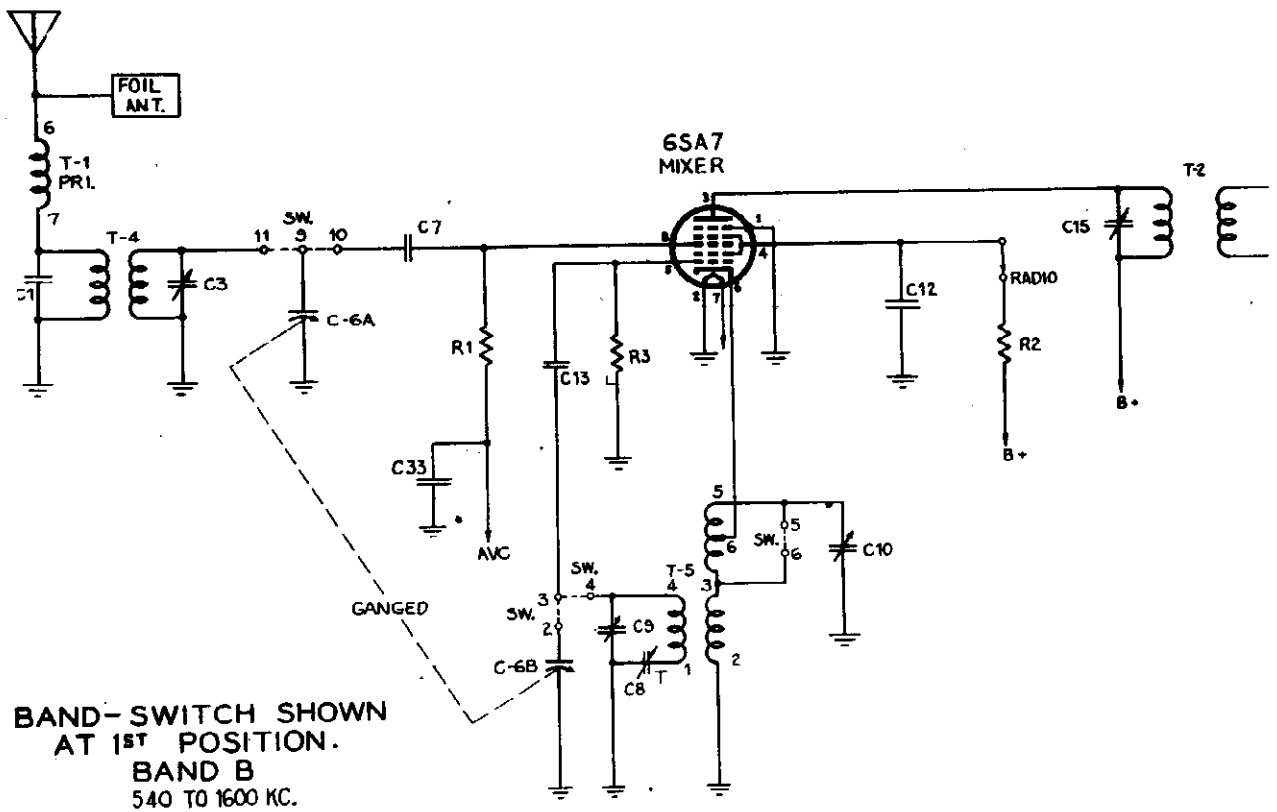 FOIL
ANT.
6
T-1
PRI.
7
T-4
C1
C3
SW.
11
9
10
C-6A
C7
6SA7
MIXER
3
1
8
4
5
6
2
7
R1
C13
R3
C33
AVC
C12
RADIO
R2
B+
C15
T-2
B+
5
6
5
SW.
6
C10
SW.
4
3
SW.
2
C9
T-5
4
3
1
2
C8
T
C-6B
GANGED
BAND-SWITCH SHOWN
AT 1ST POSITION.
BAND B
540 TO 1600 KC.